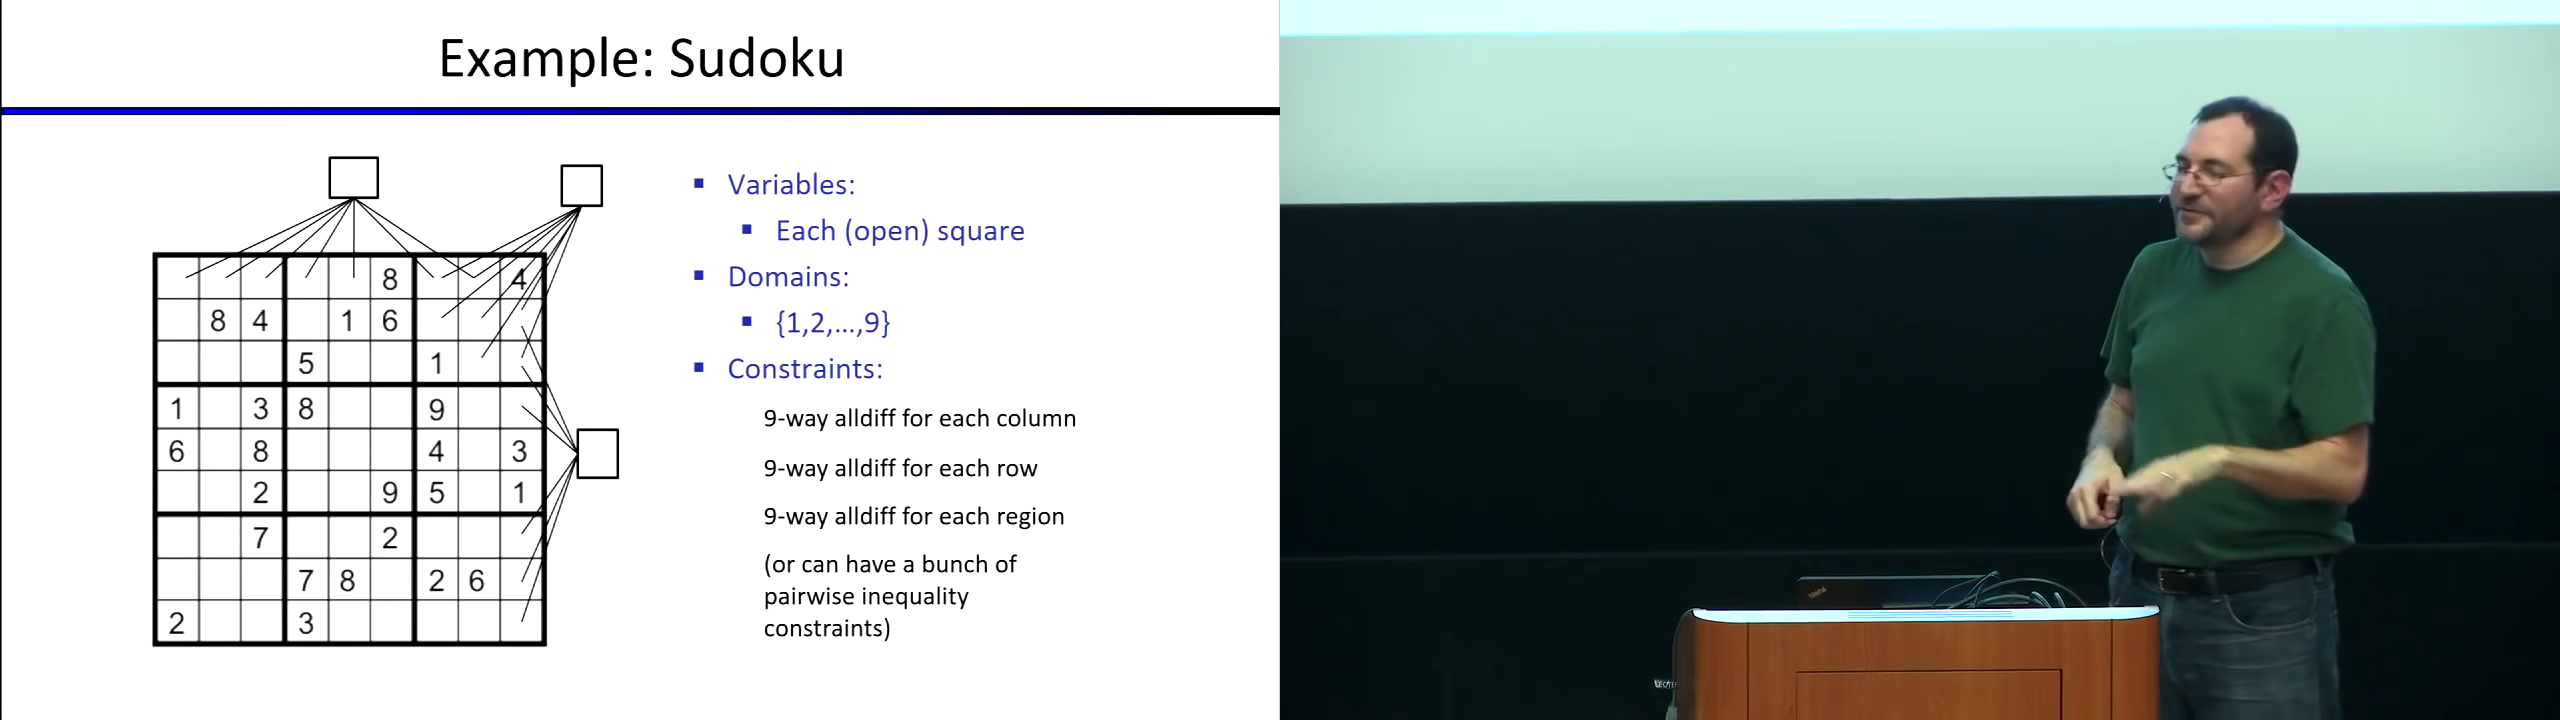 Example: Sudoku
8 4
8 4 1 6
5 1
1 3 8 9
6 8 4 3
2 9 5 1
7 2
7 8 2 6
2 3
Variables:
Each (open) square
Domains:
{1,2,...,9}
Constraints:
9-way alldiff for each column
9-way alldiff for each row
9-way alldiff for each region
(or can have a bunch of
pairwise inequality
constraints)